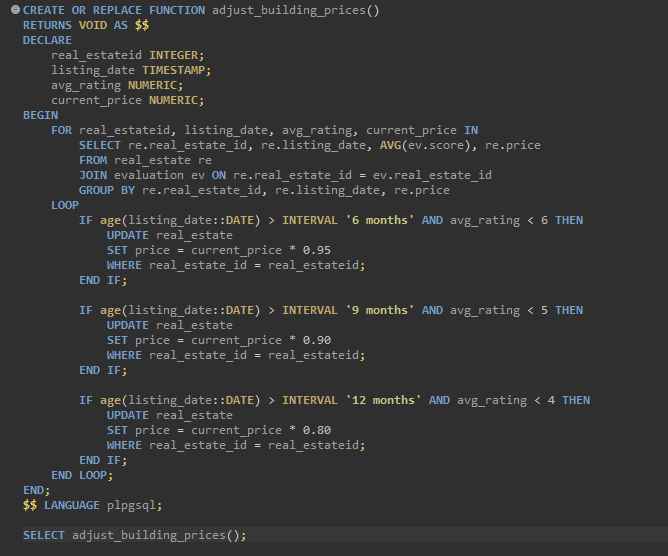 CREATE OR REPLACE FUNCTION adjust_building_prices()
RETURNS VOID AS $$
DECLARE
    real_estateid INTEGER;
    listing_date TIMESTAMP;
    avg_rating NUMERIC;
    current_price NUMERIC;
BEGIN
    FOR real_estateid, listing_date, avg_rating, current_price IN
        SELECT re.real_estate_id, re.listing_date, AVG(ev.score), re.price
        FROM real_estate re
        JOIN evaluation ev ON re.real_estate_id = ev.real_estate_id
        GROUP BY re.real_estate_id, re.listing_date, re.price
    LOOP
        IF age(listing_date::DATE) > INTERVAL '6 months' AND avg_rating < 6 THEN
            UPDATE real_estate
            SET price = current_price * 0.95
            WHERE real_estate_id = real_estateid;
        END IF;

        IF age(listing_date::DATE) > INTERVAL '9 months' AND avg_rating < 5 THEN
            UPDATE real_estate
            SET price = current_price * 0.90
            WHERE real_estate_id = real_estateid;
        END IF;

        IF age(listing_date::DATE) > INTERVAL '12 months' AND avg_rating < 4 THEN
            UPDATE real_estate
            SET price = current_price * 0.80
            WHERE real_estate_id = real_estateid;
        END IF;
    END LOOP;
END;
$$ LANGUAGE plpgsql;

SELECT adjust_building_prices();